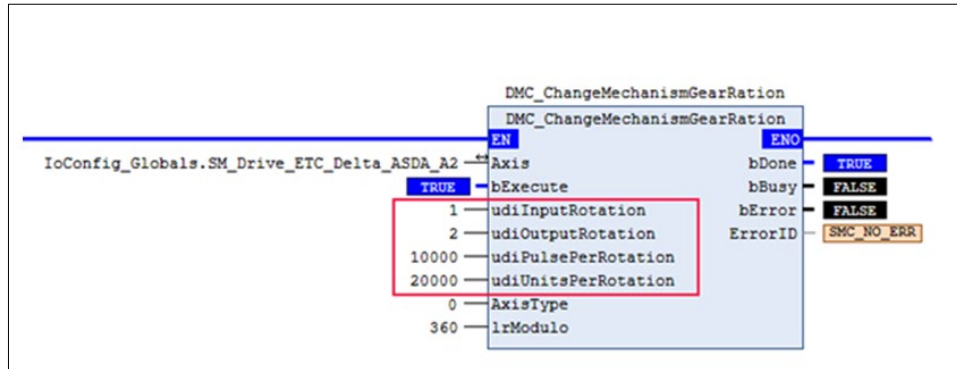 DMC_ChangeMechanismGearRation
DMC_ChangeMechanismGearRation
EN ENO
IoConfig_Globals.SM_Drive_ETC_Delta_ASDA_A2 Axis bDone TRUE
TRUE bExecute bBusy FALSE
1 udiInputRotation bError FALSE
2 udiOutputRotation ErrorID SMC_NO_ERR
10000 udiPulsePerRotation
20000 udiUnitsPerRotation
0 AxisType
360 lrModulo